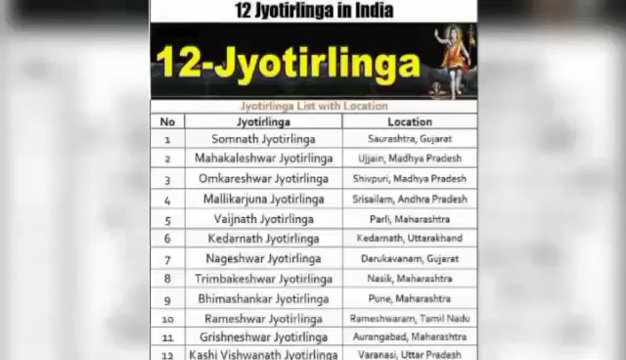 12 Jyotirlinga in India
12-Jyotirlinga
Jyotirlinga List with Location
No Jyotirlinga Location
1 Somnath Jyotirlinga Saurashtra, Gujarat
2 Mahakaleshwar Jyotirlinga Ujjain, Madhya Pradesh
3 Omkareshwar Jyotirlinga Shivpuri, Madhya Pradesh
4 Mallikarjuna Jyotirlinga Srisailam, Andhra Pradesh
5 Vaijnath Jyotirlinga Parli, Maharashtra
6 Kedarnath Jyotirlinga Kedarnath, Uttarakhand
7 Nageshwar Jyotirlinga Darukavanam, Gujarat
8 Trimbakeshwar Jyotirlinga Nasik, Maharashtra
9 Bhimashankar Jyotirlinga Pune, Maharashtra
10 Rameshwar Jyotirlinga Rameshwaram, Tamil Nadu
11 Grishneshwar Jyotirlinga Aurangabad, Maharashtra
12 Kashi Vishwanath Jyotirlinga Varanasi, Uttar Pradesh